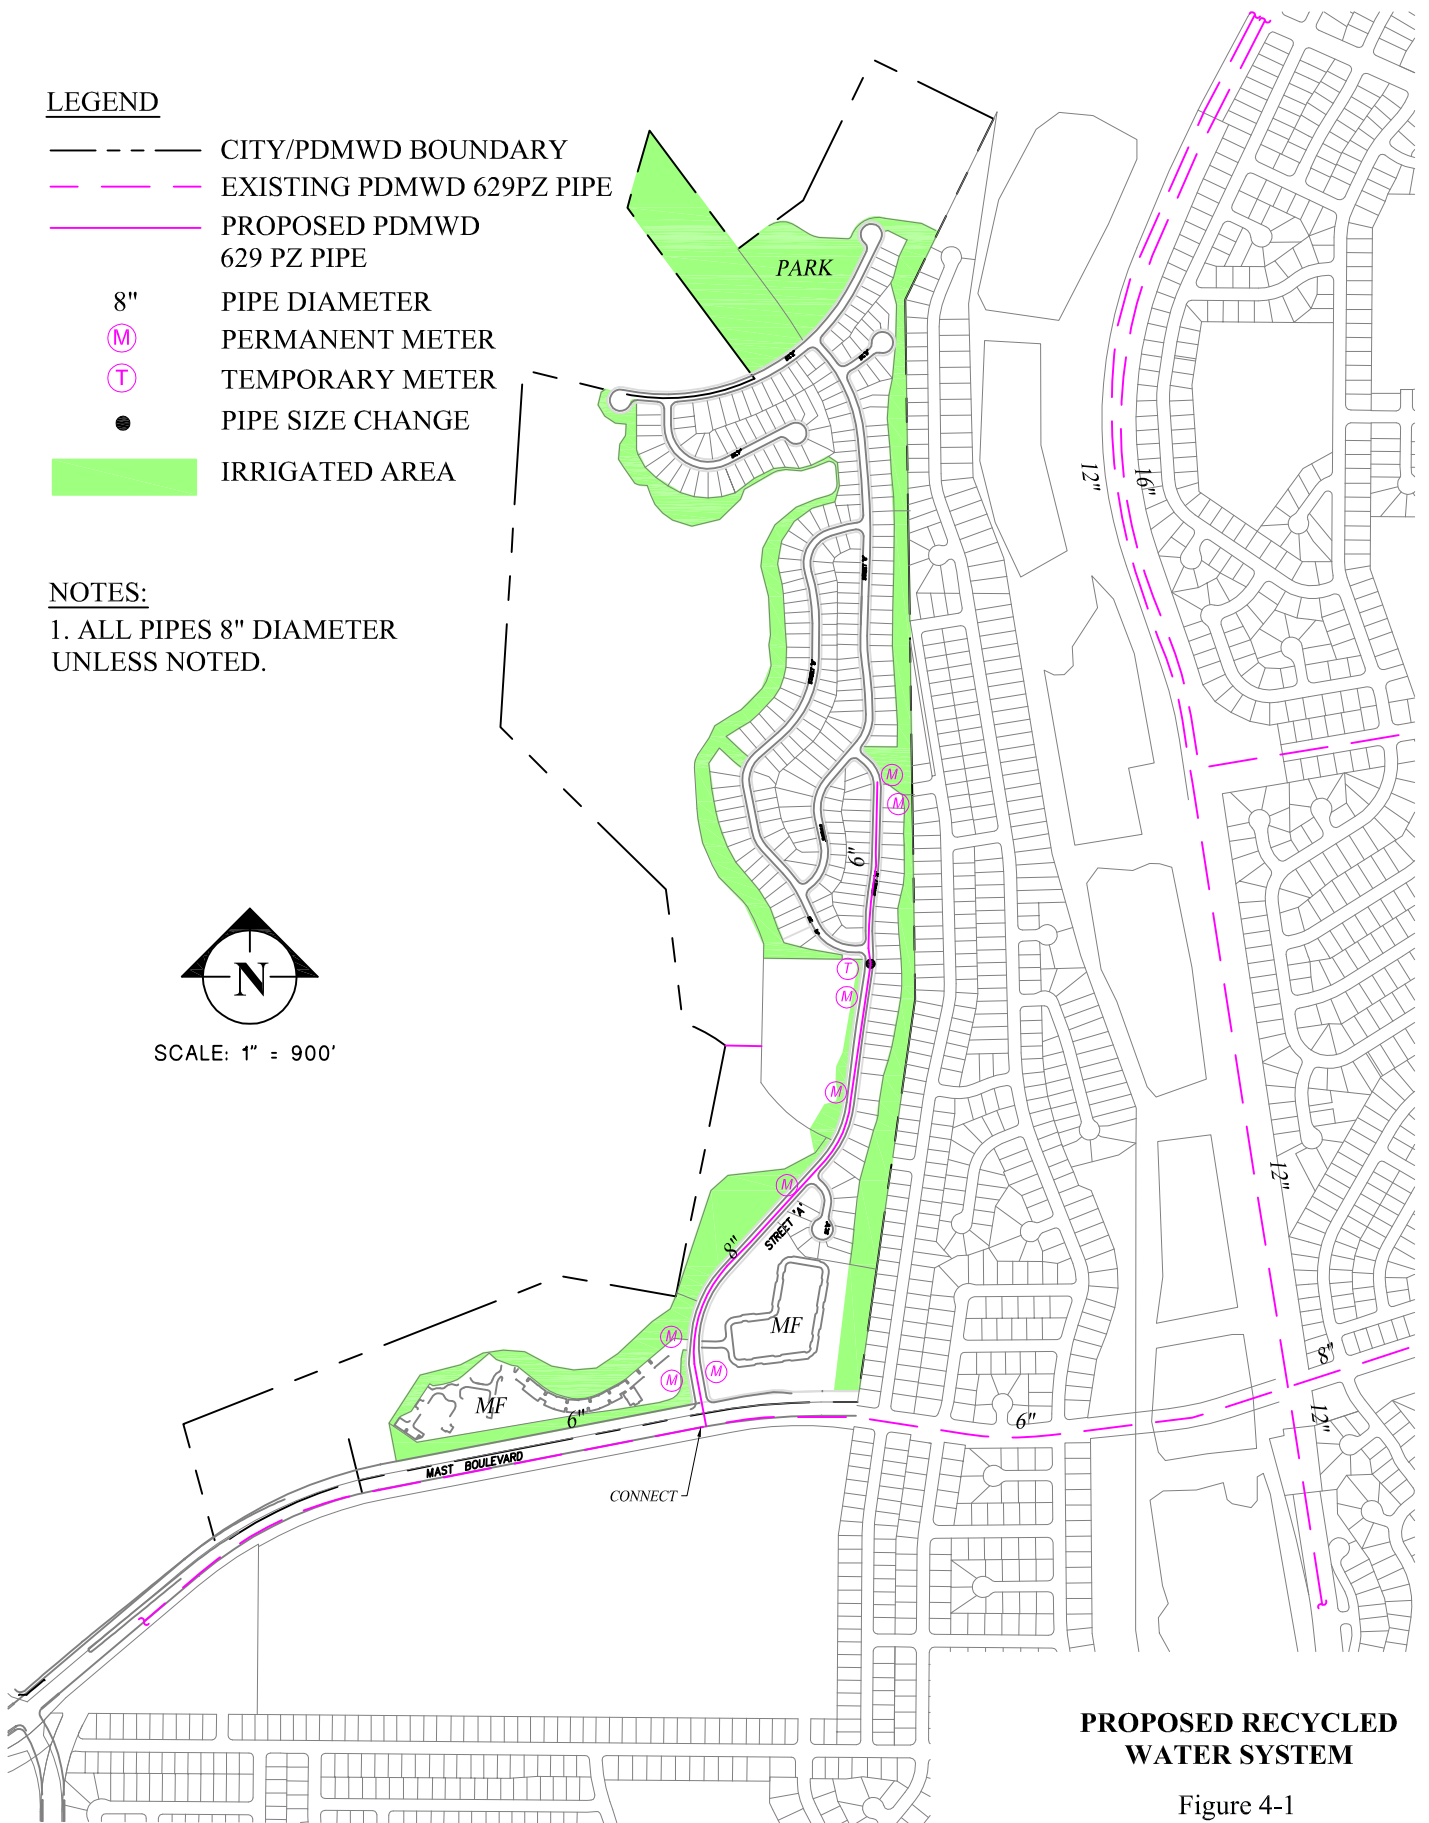 LEGEND
CITY/PDMWD BOUNDARY
EXISTING PDMWD 629PZ PIPE
PROPOSED PDMWD
629 PZ PIPE
8" PIPE DIAMETER
M PERMANENT METER
T TEMPORARY METER
PIPE SIZE CHANGE
IRRIGATED AREA
NOTES:
1. ALL PIPES 8" DIAMETER
UNLESS NOTED.
N
SCALE: 1" = 900'
PARK
12"
16"
M
M
6"
T
M
M
M
STREET 'A'
8"
12"
M
M
M
MF
MF
6"
8"
6"
12"
MAST BOULEVARD
CONNECT
PROPOSED RECYCLED
WATER SYSTEM
Figure 4-1